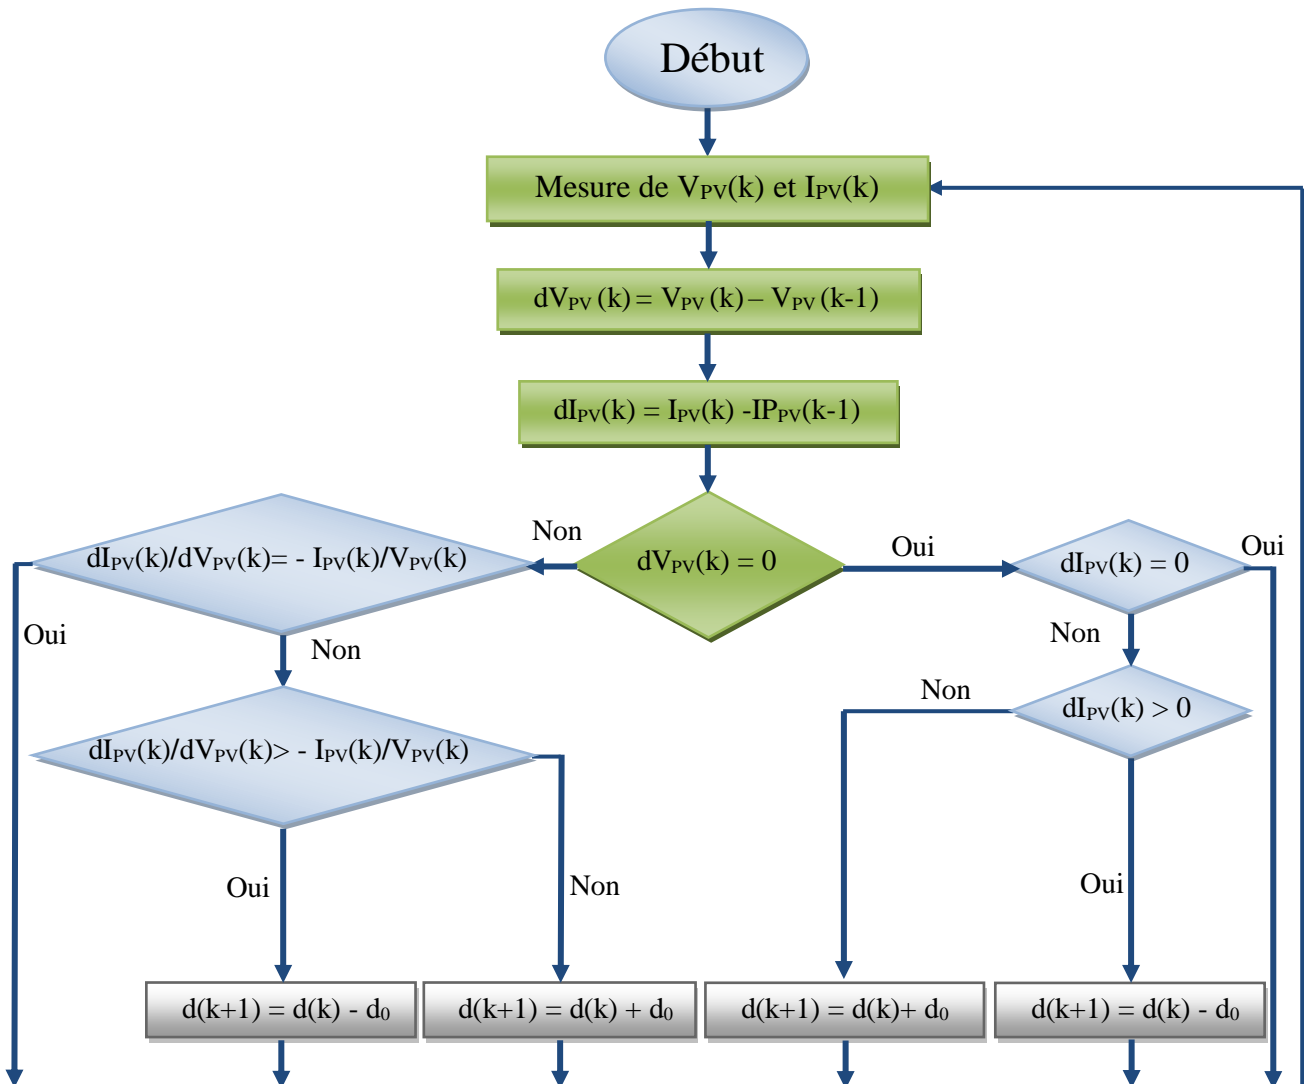 Début
Mesure de VPV(k) et IPV(k)
dVPV (k) = VPV (k) – VPV (k-1)
dIPV(k) = IPV(k) -IPPV(k-1)
Non
dVPV(k) = 0
Oui
dIPV(k)/dVPV(k)= - IPV(k)/VPV(k)
dIPV(k) = 0
Oui
Oui
Non
Non
dIPV(k)/dVPV(k)> - IPV(k)/VPV(k)
Non
dIPV(k) > 0
Oui
Non
Oui
d(k+1) = d(k) - d0
d(k+1) = d(k) + d0
d(k+1) = d(k)+ d0
d(k+1) = d(k) - d0